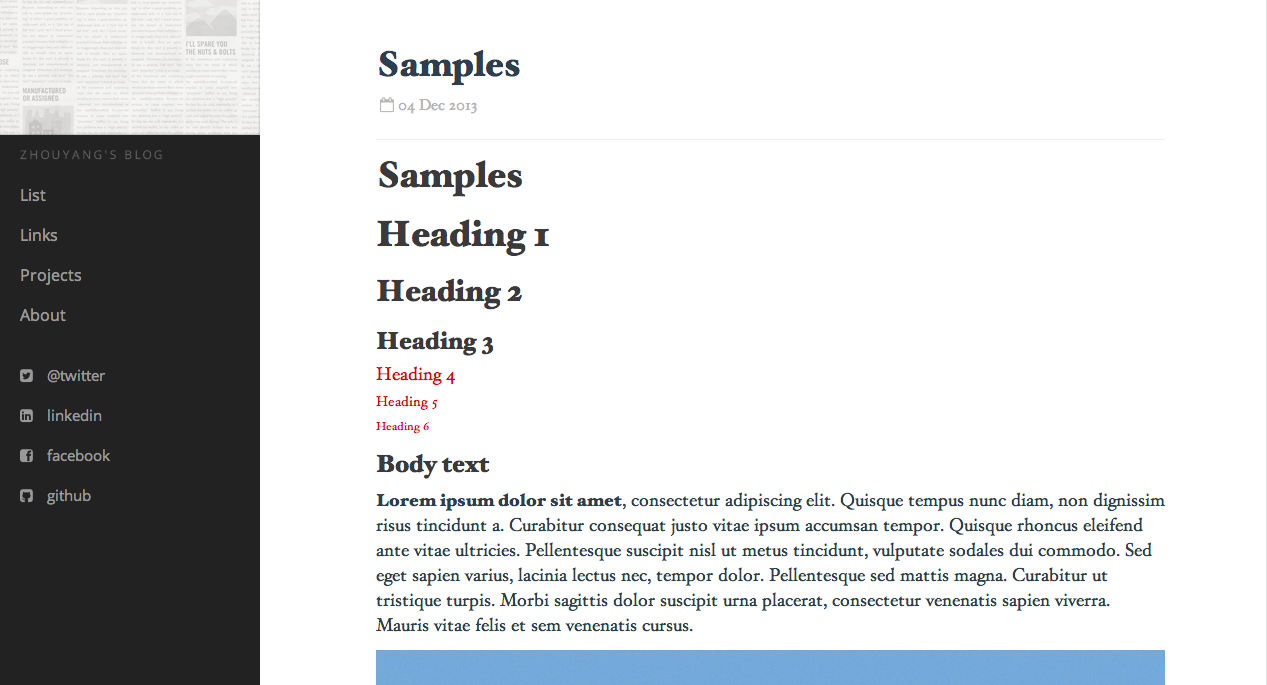 I'LL SPARE YOU
THE NUTS & BOLTS
OSE
MANUFACTURED
OR ASSIGNED
ZHOUYANG'S BLOG
List
Links
Projects
About
@twitter
linkedin
facebook
github
Samples
04 Dec 2013
Samples
Heading 1
Heading 2
Heading 3
Heading 4
Heading 5
Heading 6
Body text
Lorem ipsum dolor sit amet, consectetur adipiscing elit. Quisque tempus nunc diam, non dignissim
risus tincidunt a. Curabitur consequat justo vitae ipsum accumsan tempor. Quisque rhoncus eleifend
ante vitae ultricies. Pellentesque suscipit nisl ut metus tincidunt, vulputate sodales dui commodo. Sed
eget sapien varius, lacinia lectus nec, tempor dolor. Pellentesque sed mattis magna. Curabitur ut
tristique turpis. Morbi sagittis dolor suscipit urna placerat, consectetur venenatis sapien viverra.
Mauris vitae felis et sem venenatis cursus.